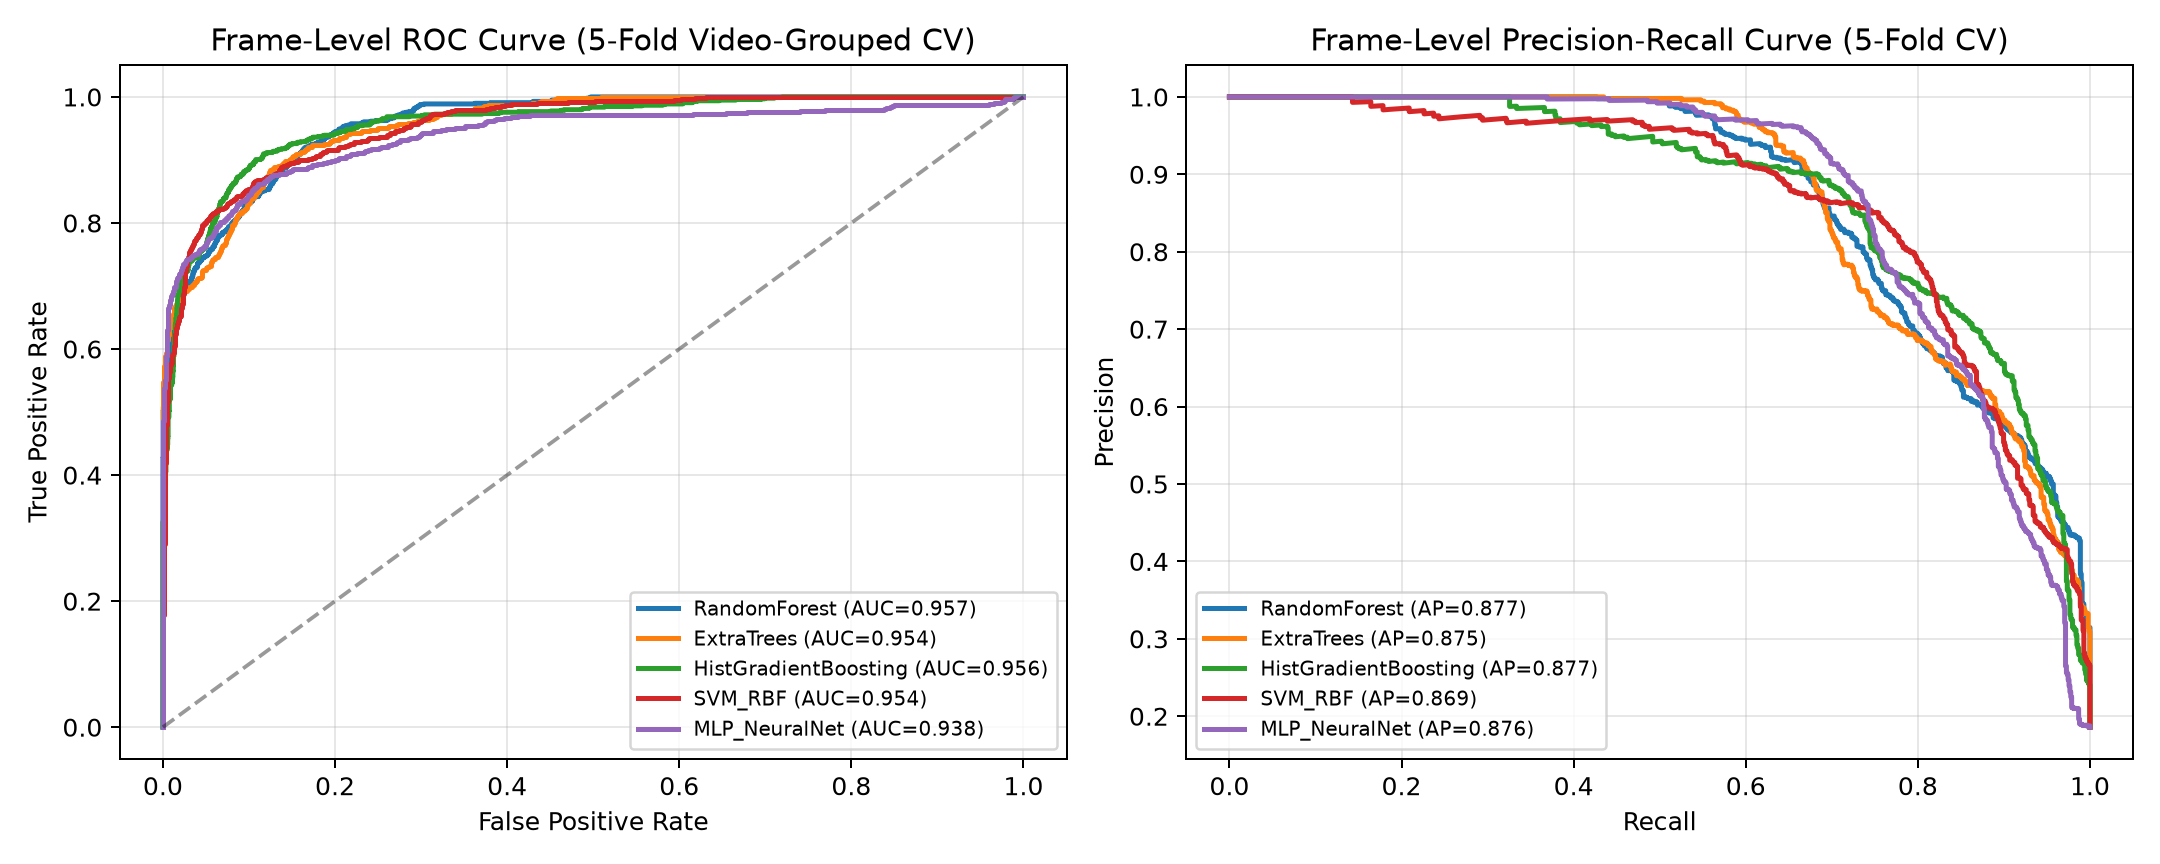 Frame-Level ROC Curve (5-Fold Video-Grouped CV)
True Positive Rate
1.0
0.8
0.6
0.4
0.2
0.0
RandomForest (AUC=0.957)
ExtraTrees (AUC=0.954)
HistGradientBoosting (AUC=0.956)
SVM_RBF (AUC=0.954)
MLP_NeuralNet (AUC=0.938)
0.0 0.2 0.4 0.6 0.8 1.0
False Positive Rate
Frame-Level Precision-Recall Curve (5-Fold CV)
Precision
1.0
0.9
0.8
0.7
0.6
0.5
0.4
0.3
0.2
RandomForest (AP=0.877)
ExtraTrees (AP=0.875)
HistGradientBoosting (AP=0.877)
SVM_RBF (AP=0.869)
MLP_NeuralNet (AP=0.876)
0.0 0.2 0.4 0.6 0.8 1.0
Recall